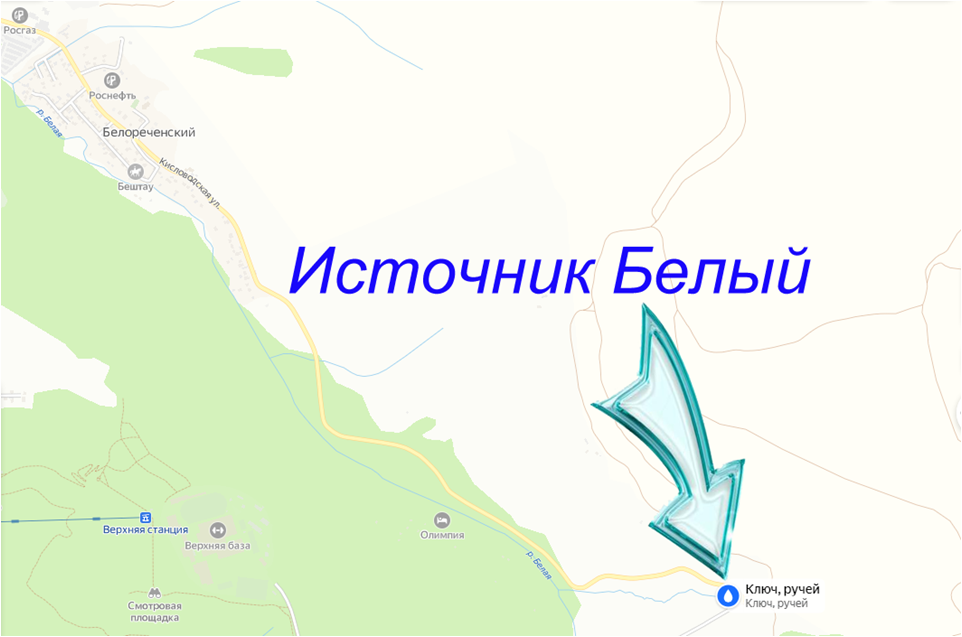 Росгаз
Роснефть
р. Белая
Белореченский
Кисловодская ул.
Бештау
Источник Белый
Верхняя станция
Верхняя база
Олимпия
р. Белая
Ключ, ручей
Ключ, ручей
Смотровая
площадка